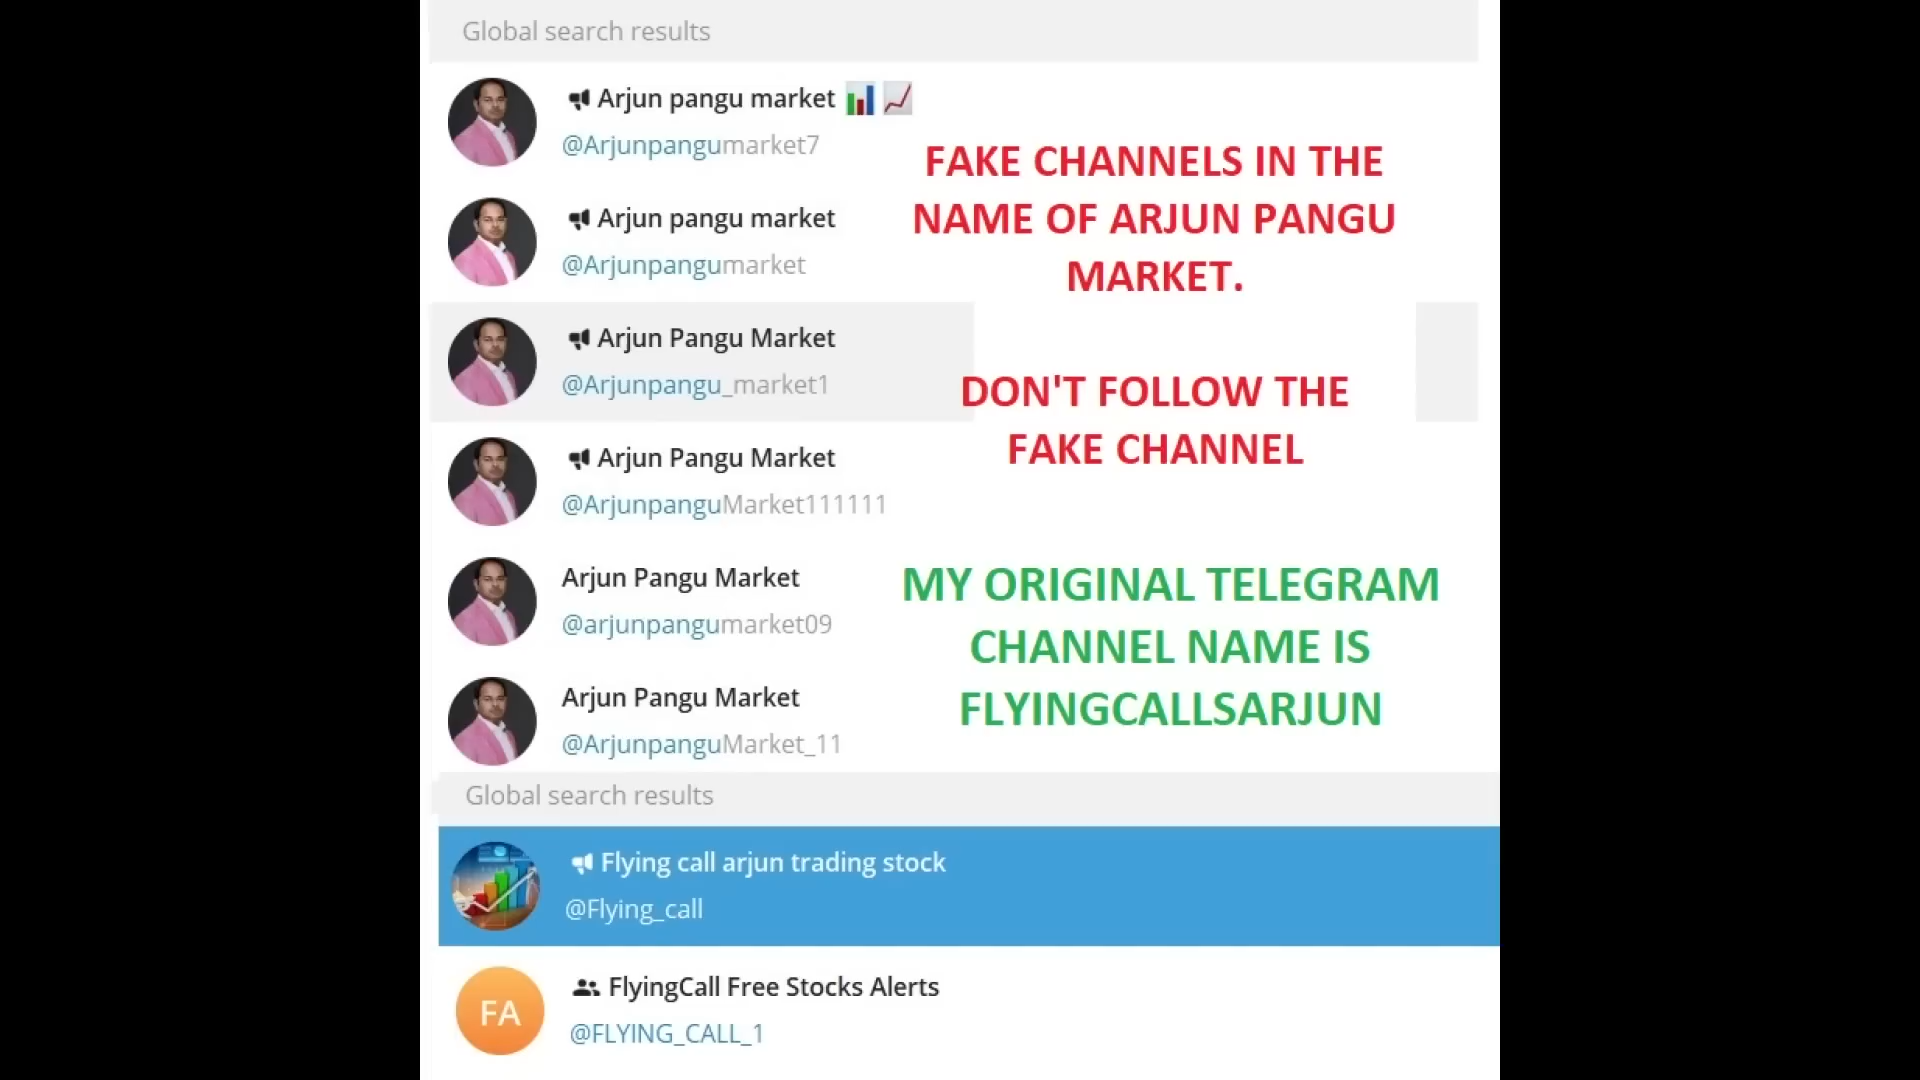 Global search results
Arjun pangu market
@Arjunpangumarket7
FAKE CHANNELS IN THE
NAME OF ARJUN PANGU
MARKET.
Arjun pangu market
@Arjunpangumarket
Arjun Pangu Market
@Arjunpangu_market1
DON'T FOLLOW THE
FAKE CHANNEL
Arjun Pangu Market
@ArjunpanguMarket111111
Arjun Pangu Market
@arjunpangumarket09
MY ORIGINAL TELEGRAM
CHANNEL NAME IS
FLYINGCALLSARJUN
Arjun Pangu Market
@ArjunpanguMarket_11
Global search results
Flying call arjun trading stock
@Flying_call
FA
FlyingCall Free Stocks Alerts
@FLYING_CALL_1